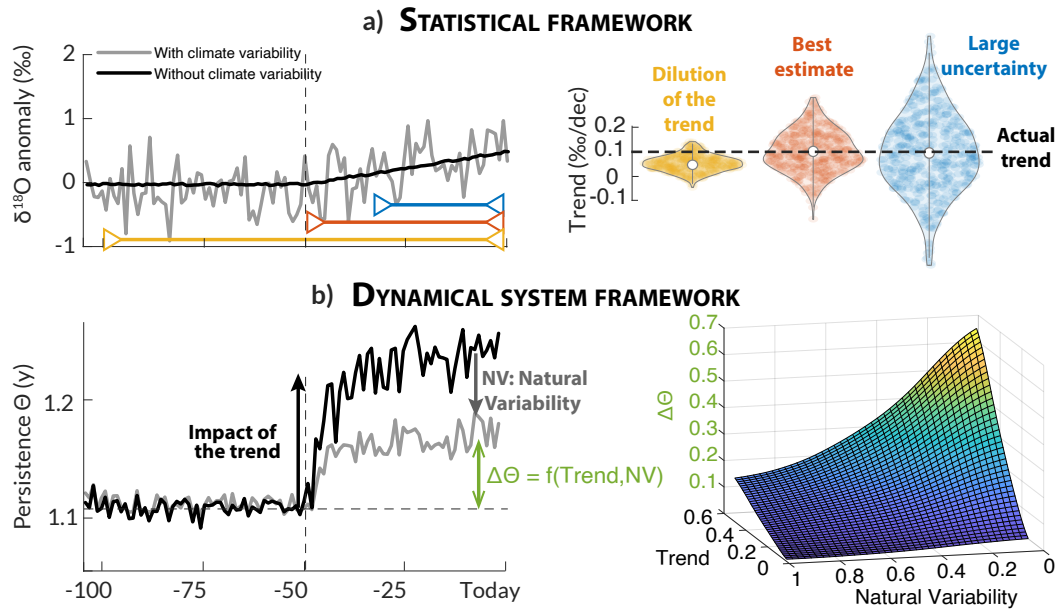 a) STATISTICAL FRAMEWORK
δ¹⁸O anomaly (‰)
2
1
0
-1
With climate variability
Without climate variability
-100
-75
-50
-25
Today
Trend (‰/dec)
0.2
0.1
0
-0.1
Dilution
of the
trend
Best
estimate
Large
uncertainty
Actual
trend
b) DYNAMICAL SYSTEM FRAMEWORK
Persistence Θ (y)
1.2
1.1
Impact of
the trend
NV: Natural
Variability
ΔΘ = f(Trend,NV)
ΔΘ
0.7
0.6
0.5
0.4
0.3
0.2
0.1
0.6
0.4
0.2
0
Trend
1
0.8
0.6
0.4
0.2
0
Natural Variability